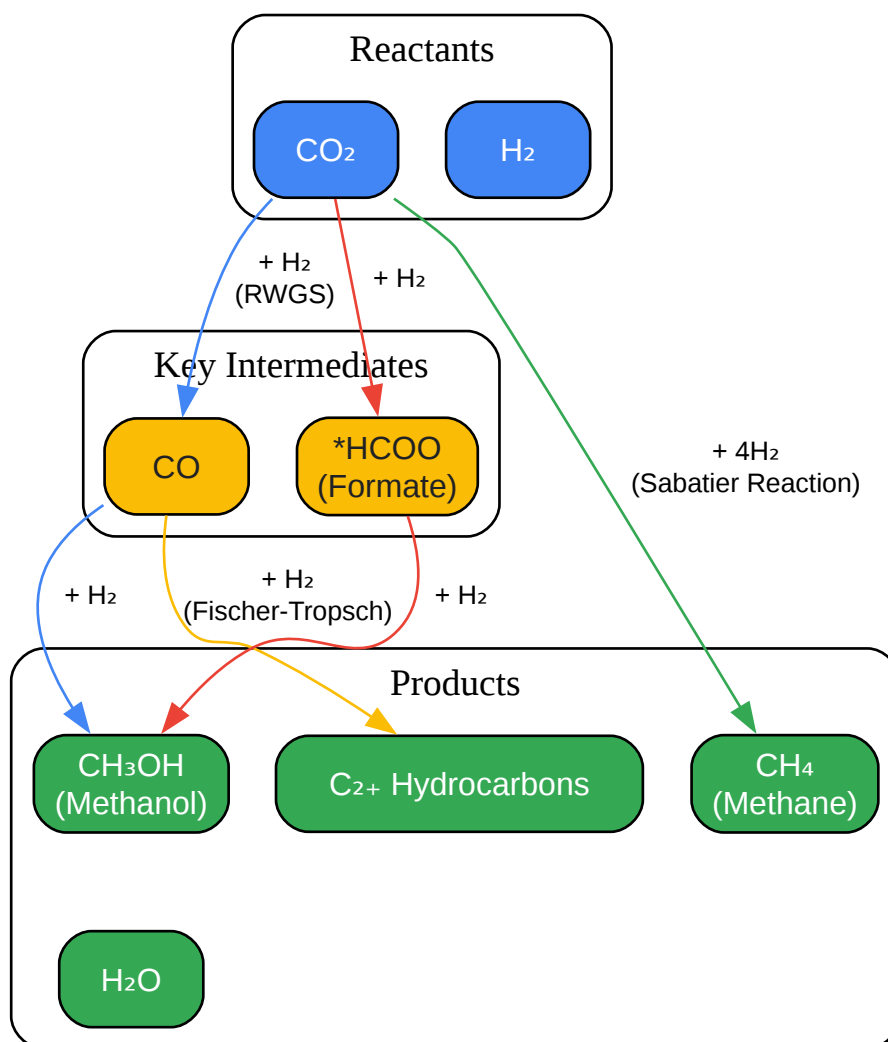 Reactants
CO₂
H₂
+ H₂
(RWGS)
+ H₂
Key Intermediates
CO
*HCOO
(Formate)
+ 4H₂
(Sabatier Reaction)
+ H₂
+ H₂
(Fischer-Tropsch)
+ H₂
Products
CH₃OH
(Methanol)
C₂₊ Hydrocarbons
CH₄
(Methane)
H₂O